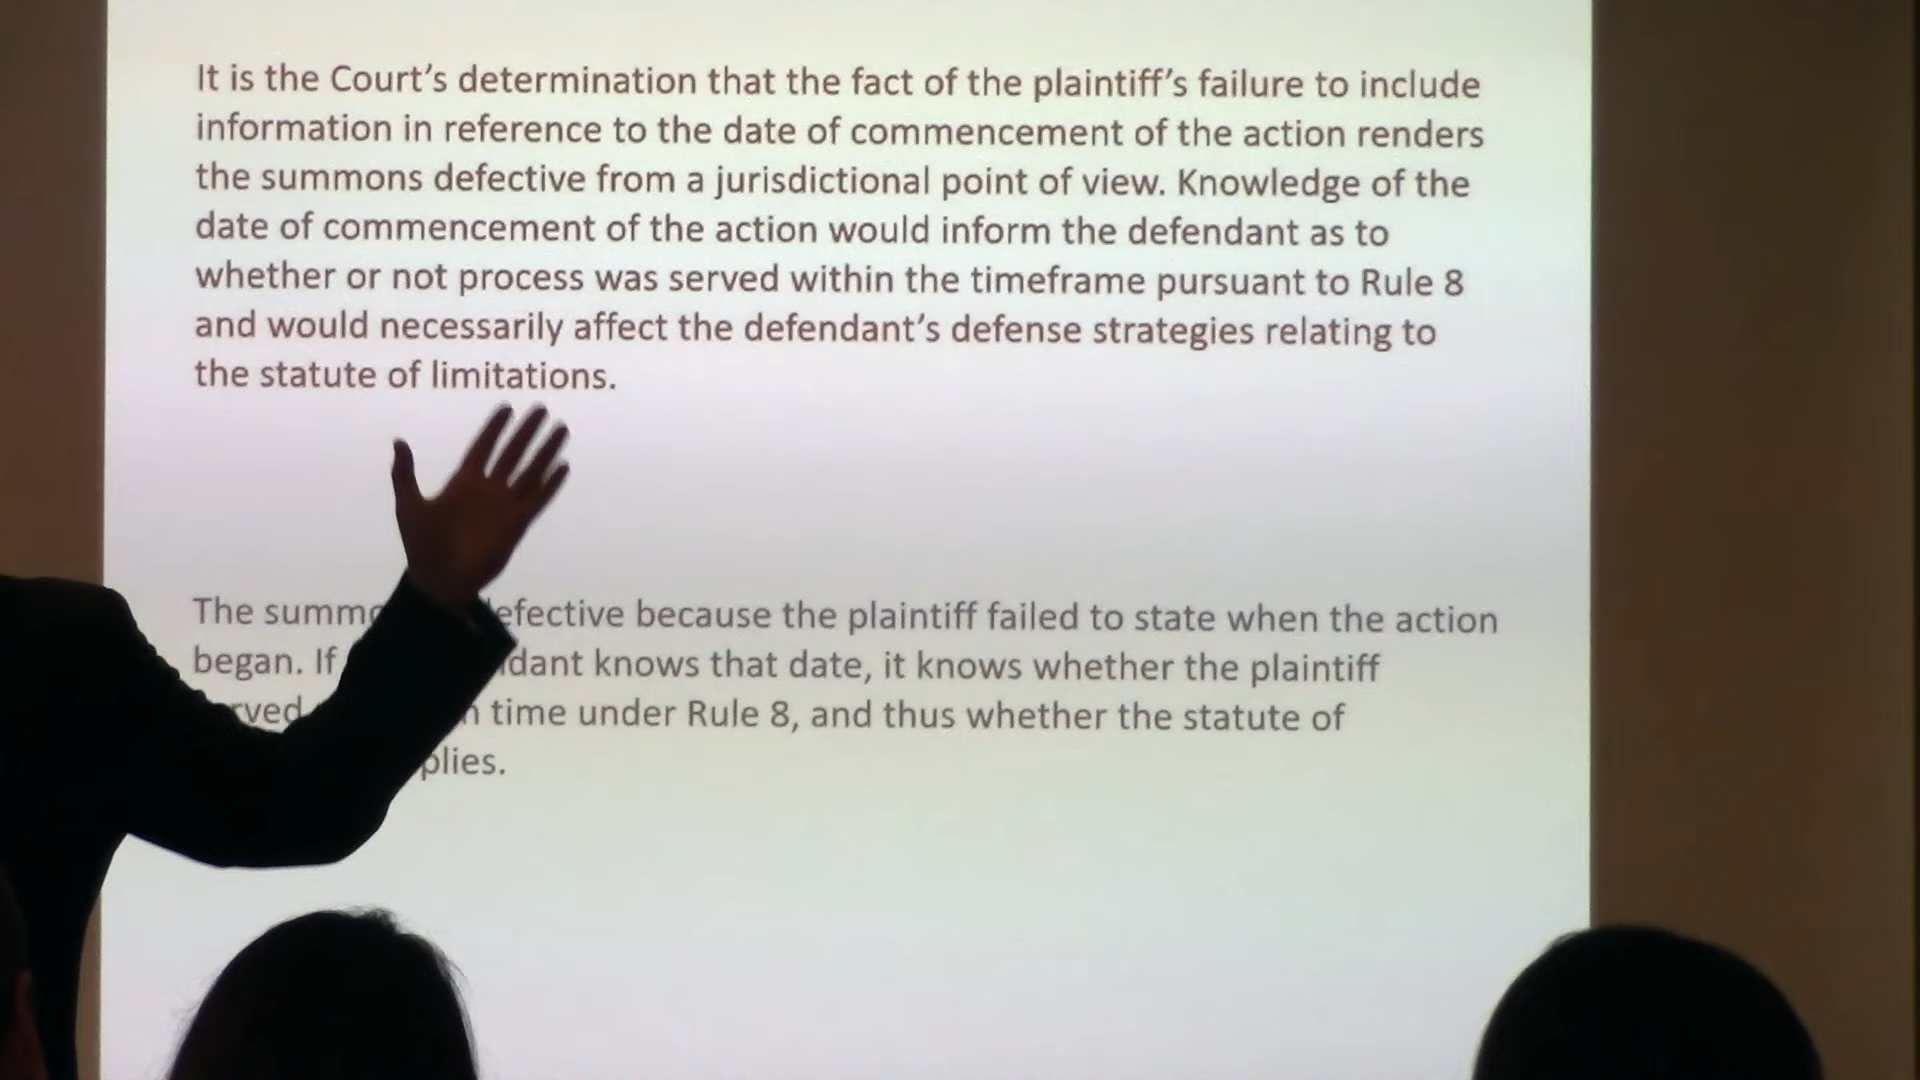 It is the Court's determination that the fact of the plaintiff's failure to include
information in reference to the date of commencement of the action renders
the summons defective from a jurisdictional point of view. Knowledge of the
date of commencement of the action would inform the defendant as to
whether or not process was served within the timeframe pursuant to Rule 8
and would necessarily affect the defendant's defense strategies relating to
the statute of limitations.
The because the plaintiff failed to state when the action
began. If knows that date, it knows whether the plaintiff
time under Rule 8, and thus whether the statute of